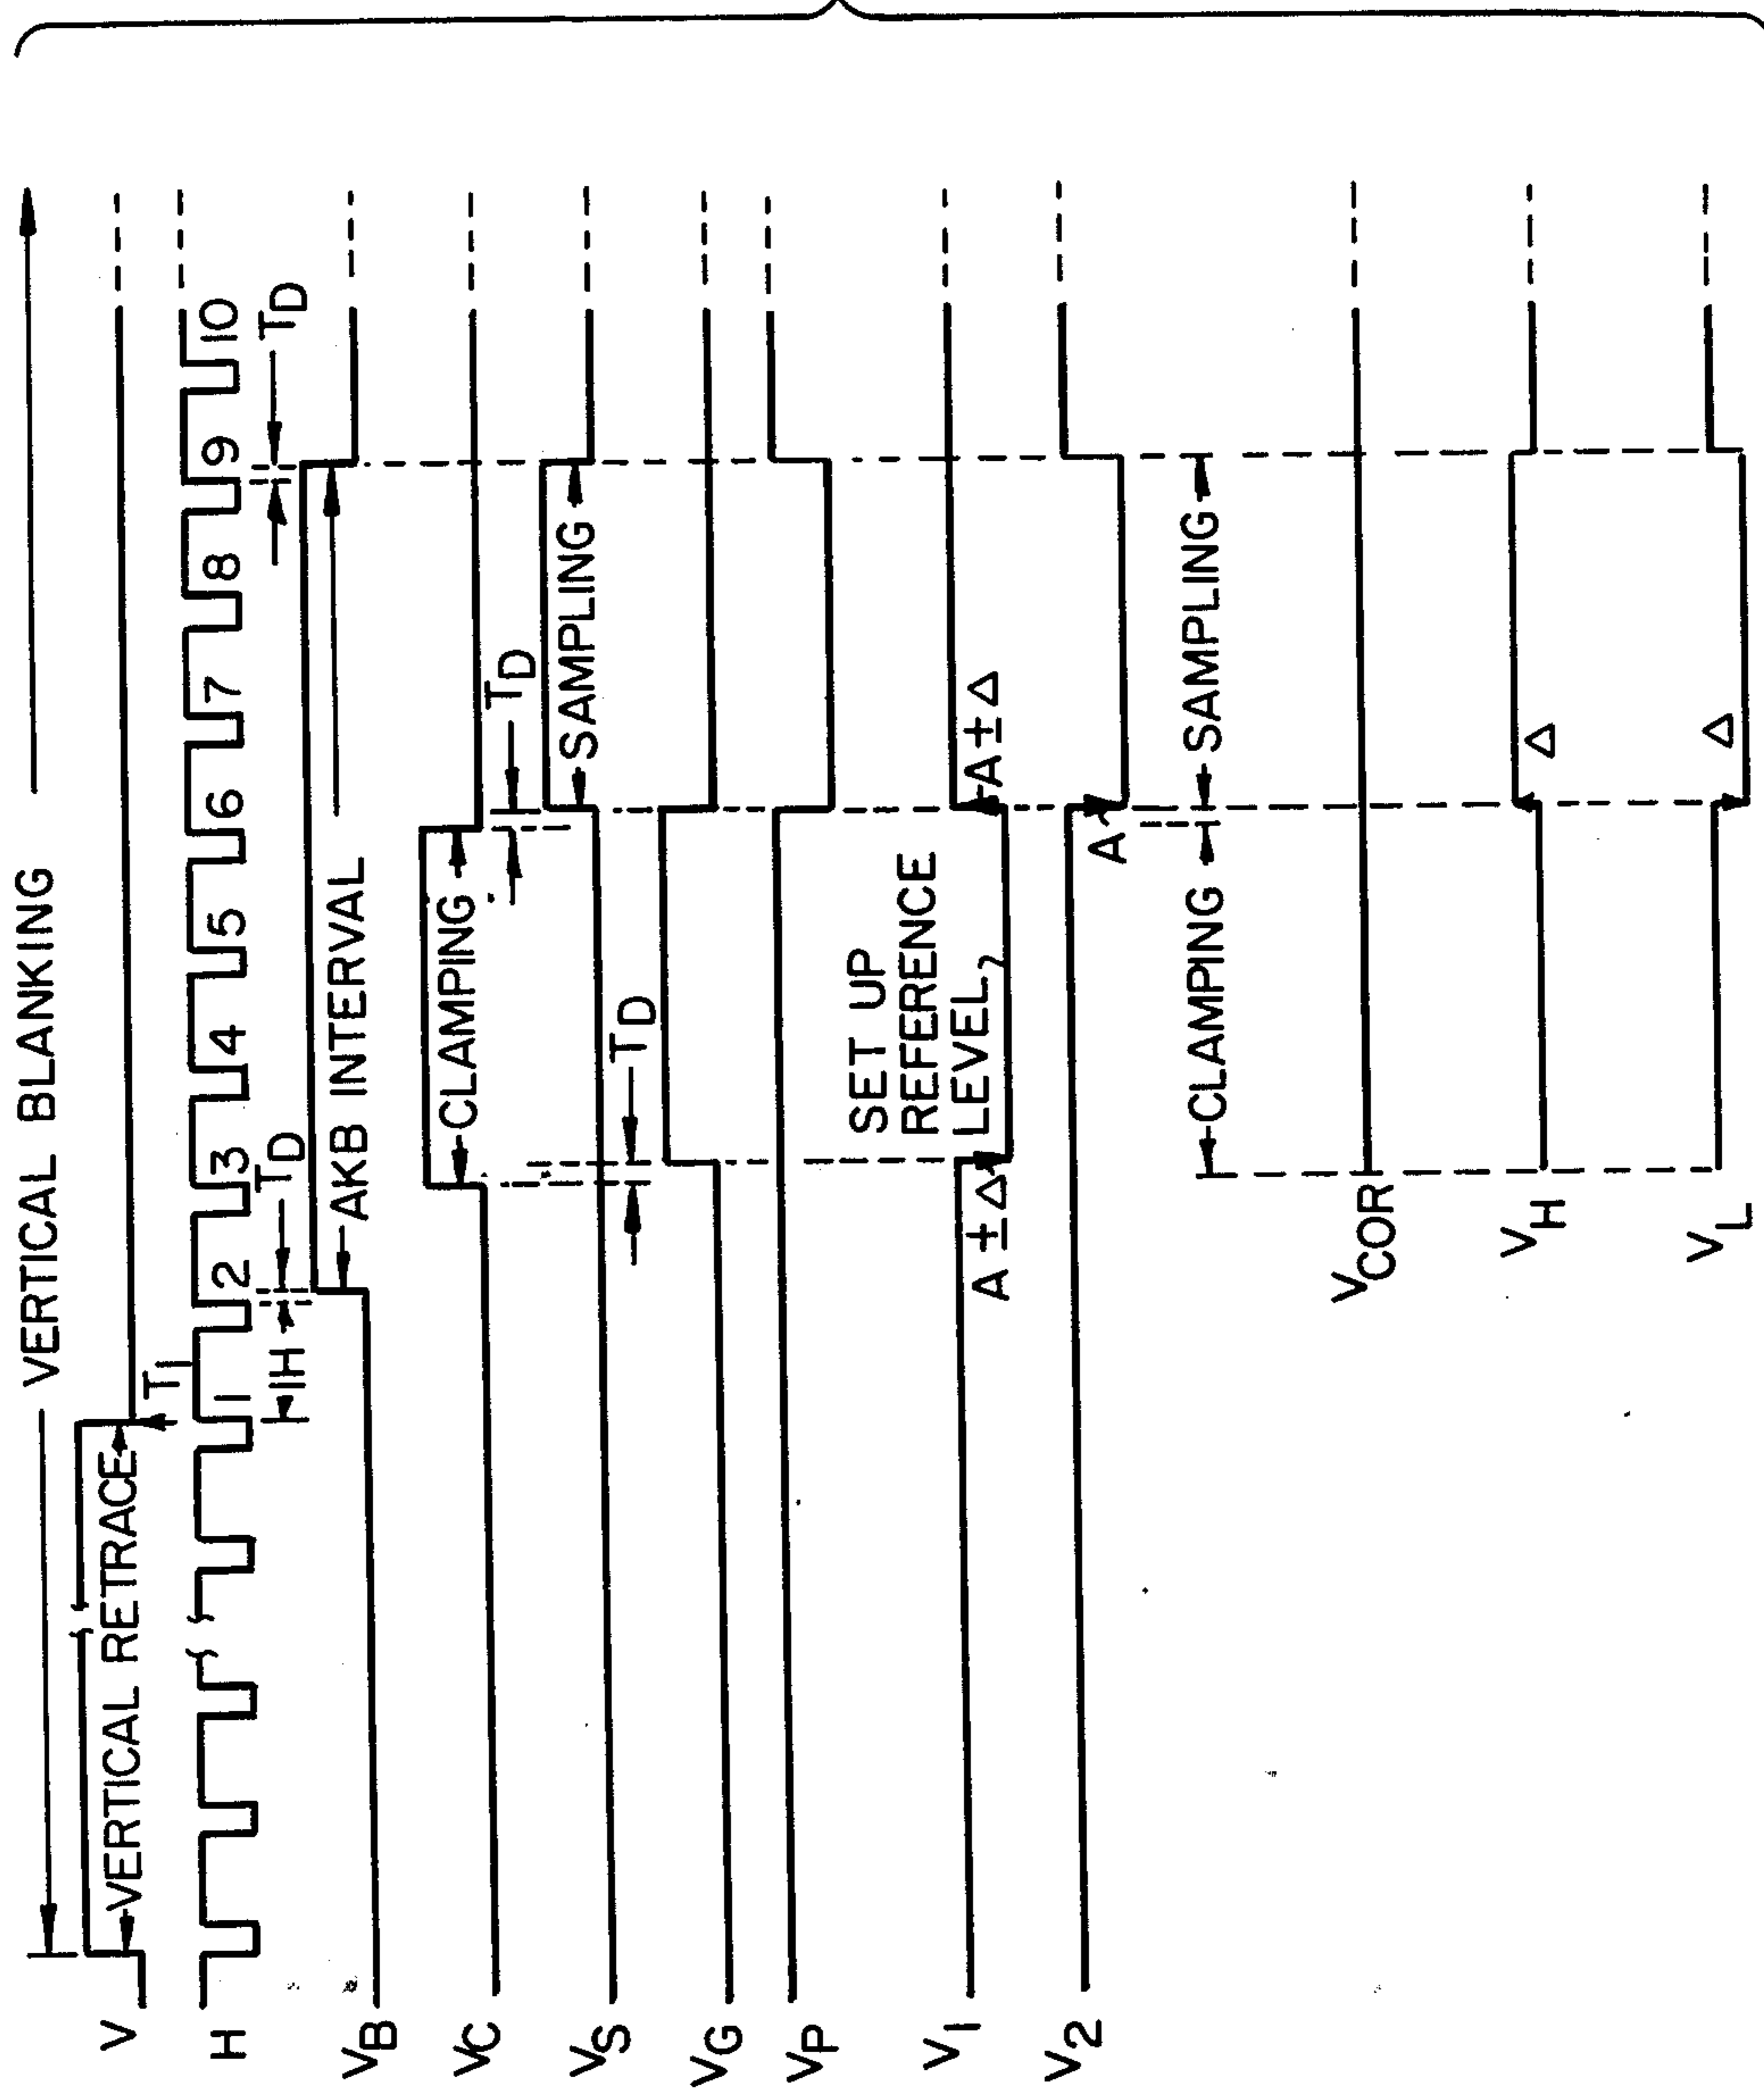 VERTICAL BLANKING
V
VERTICAL RETRACE
T1
H
1 2 3 4 5 6 7 8 9 10
1H
TD
TD
VB
AKB INTERVAL
VC
CLAMPING
TD
VS
SAMPLING
TD
VG
VP
SET UP
REFERENCE
LEVEL
V1
A ± Δ
A ± Δ
V2
A
CLAMPING
SAMPLING
VCOR
VH
Δ
VL
Δ